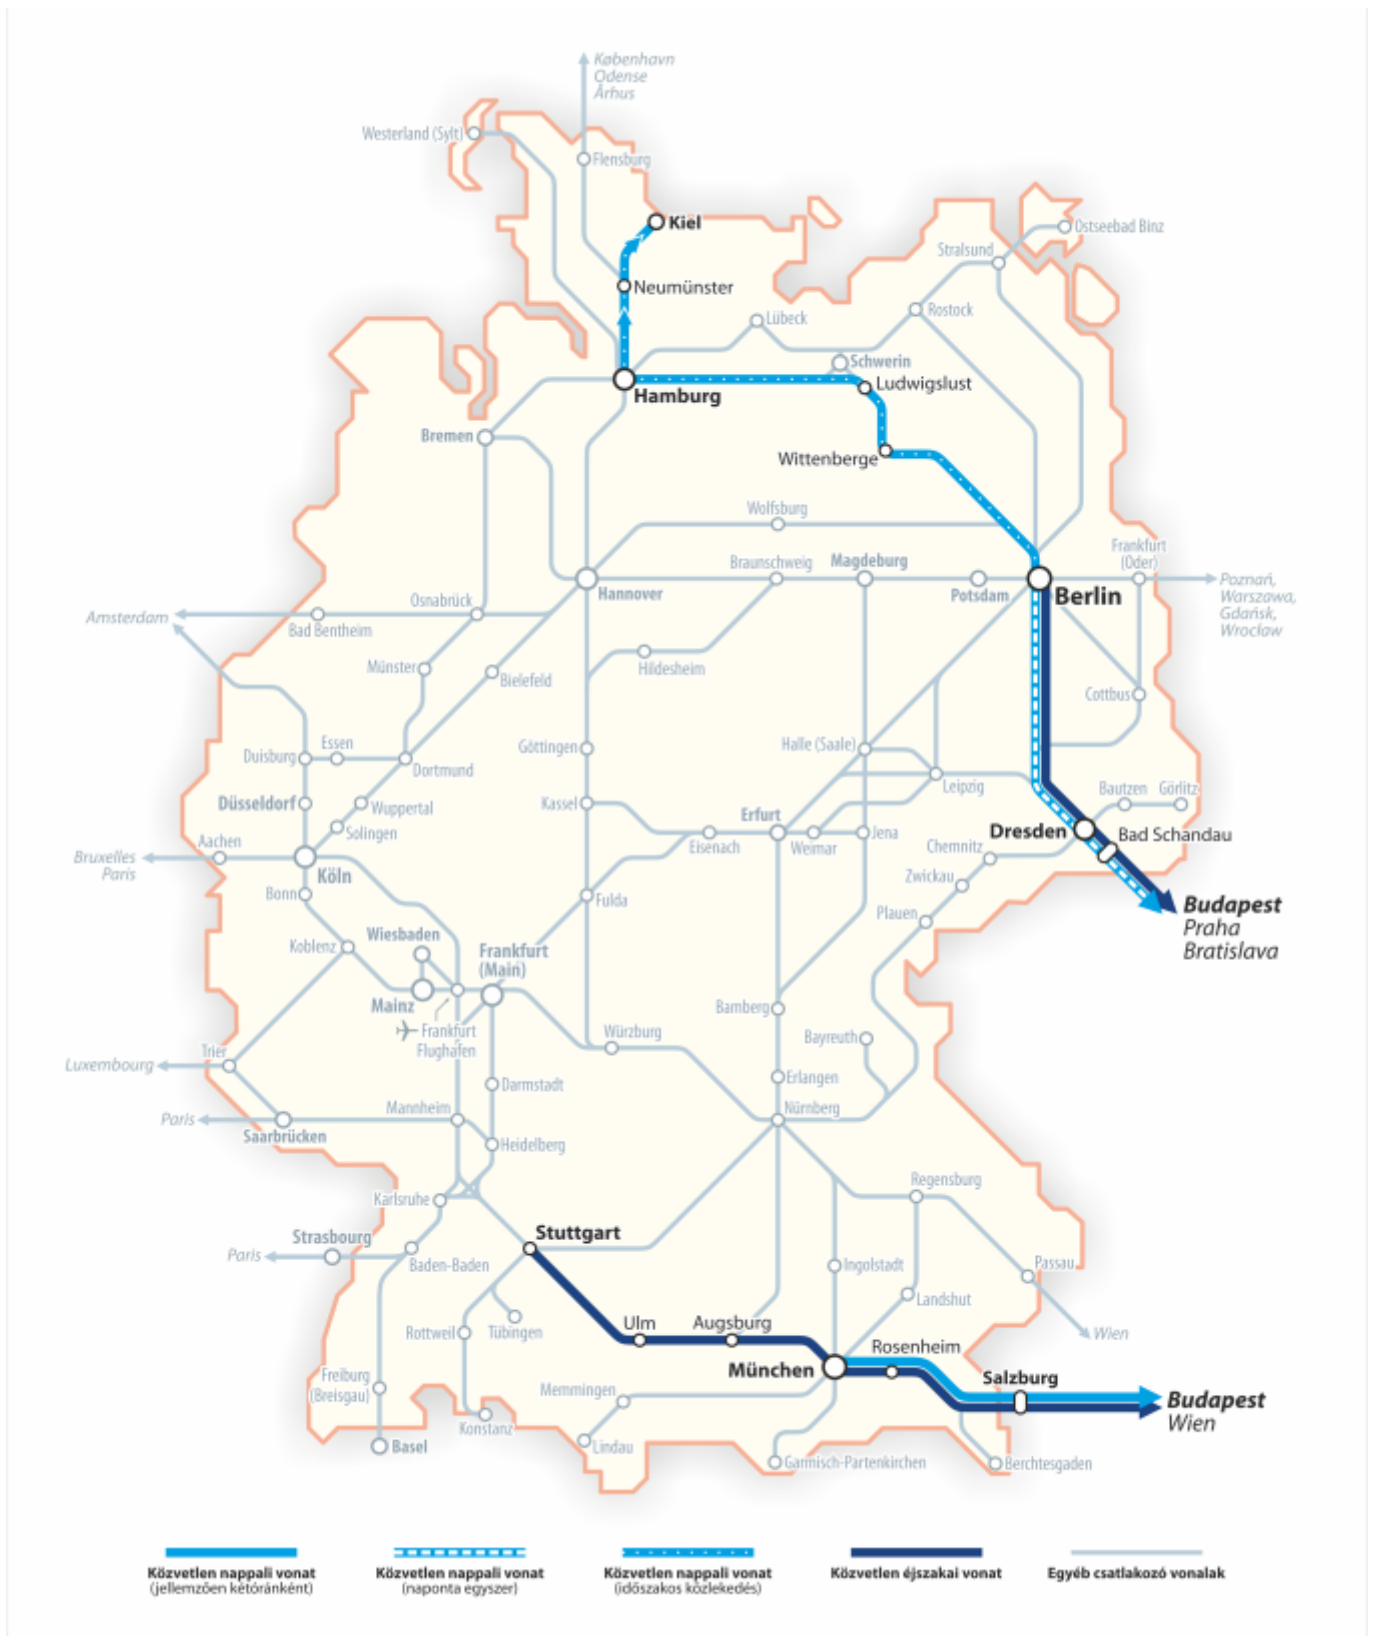 København
Odense
Århus
Westerland (Sylt)
Flensburg
Kiel
Ostseebad Binz
Stralsund
Neumünster
Rostock
Lübeck
Schwerin
Ludwigslust
Hamburg
Bremen
Wittenberge
Wolfsburg
Frankfurt
(Oder)
Braunschweig
Magdeburg
Hannover
Potsdam
Berlin
Poznań,
Warszawa,
Gdańsk,
Wrocław
Osnabrück
Amsterdam
Bad Bentheim
Münster
Bielefeld
Hildesheim
Cottbus
Essen
Duisburg
Dortmund
Göttingen
Halle (Saale)
Leipzig
Bautzen
Görlitz
Düsseldorf
Wuppertal
Kassel
Erfurt
Solingen
Aachen
Eisenach
Weimar
Jena
Dresden
Bad Schandau
Chemnitz
Bruxelles
Paris
Köln
Zwickau
Bonn
Fulda
Plauen
Budapest
Praha
Bratislava
Koblenz
Wiesbaden
Frankfurt
(Main)
Mainz
Bamberg
Frankfurt
Flughafen
Würzburg
Bayreuth
Trier
Luxembourg
Darmstadt
Erlangen
Mannheim
Nürnberg
Paris
Saarbrücken
Heidelberg
Regensburg
Karlsruhe
Stuttgart
Strasbourg
Paris
Baden-Baden
Ingolstadt
Passau
Landshut
Ulm
Augsburg
Rottweil
Tübingen
Wien
Rosenheim
München
Freiburg
(Breisgau)
Memmingen
Salzburg
Budapest
Wien
Konstanz
Basel
Lindau
Garmisch-Partenkirchen
Berchtesgaden
Közvetlen nappali vonat
(jellemzően kétóránként)
Közvetlen nappali vonat
(naponta egyszer)
Közvetlen nappali vonat
(időszakos közlekedés)
Közvetlen éjszakai vonat
Egyéb csatlakozó vonalak